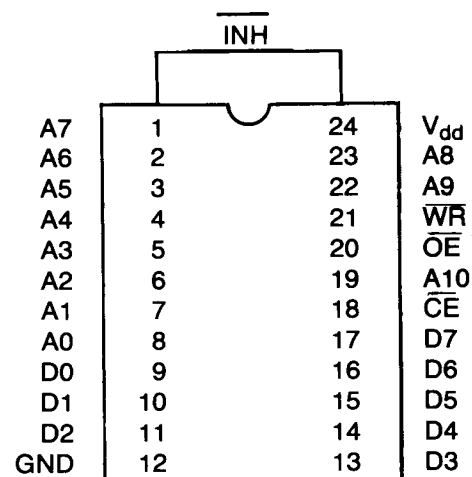 INH
A7 1 24 Vdd
A6 2 23 A8
A5 3 22 A9
A4 4 21 WR
A3 5 20 OE
A2 6 19 A10
A1 7 18 CE
A0 8 17 D7
D0 9 16 D6
D1 10 15 D5
D2 11 14 D4
GND 12 13 D3